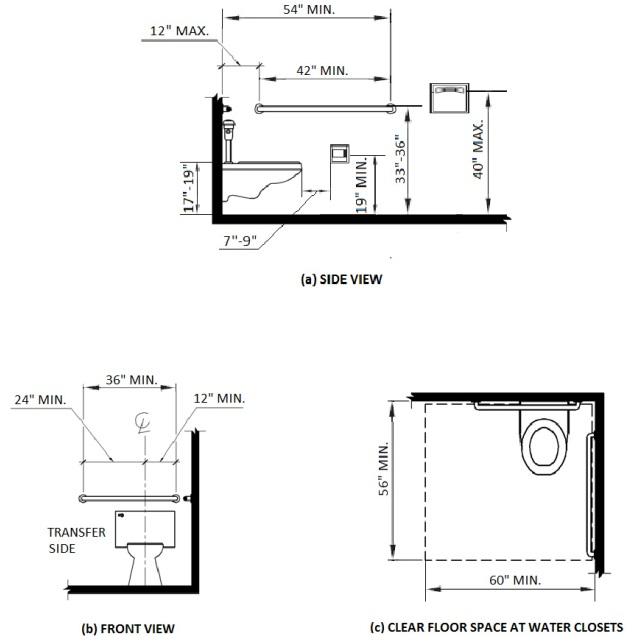 54" MIN.
12" MAX.
42" MIN.
17"-19"
19" MIN.
33"-36"
40" MAX.
7"-9"
(a) SIDE VIEW
36" MIN.
24" MIN.
12" MIN.
℄
TRANSFER
SIDE
(b) FRONT VIEW
56" MIN.
60" MIN.
(c) CLEAR FLOOR SPACE AT WATER CLOSETS